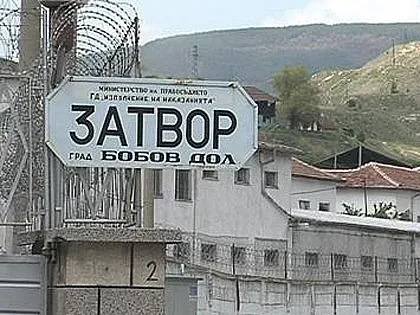 МИНИСТЕРСТВО НА ПРАВОСЪДИЕТО
ГД „ИЗПЪЛНЕНИЕ НА НАКАЗАНИЯТА“
ЗАТВОР
ГРАД БОБОВ ДОЛ
2